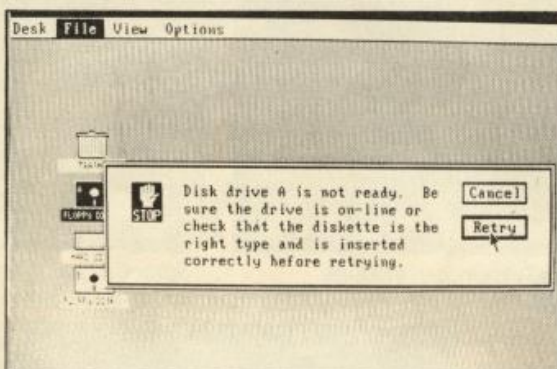 Desk File View Options
FLOPPY DI
STOP
Disk drive A is not ready. Be
sure the drive is on-line or
check that the diskette is the
right type and is inserted
correctly before retrying.
Cancel
Retry